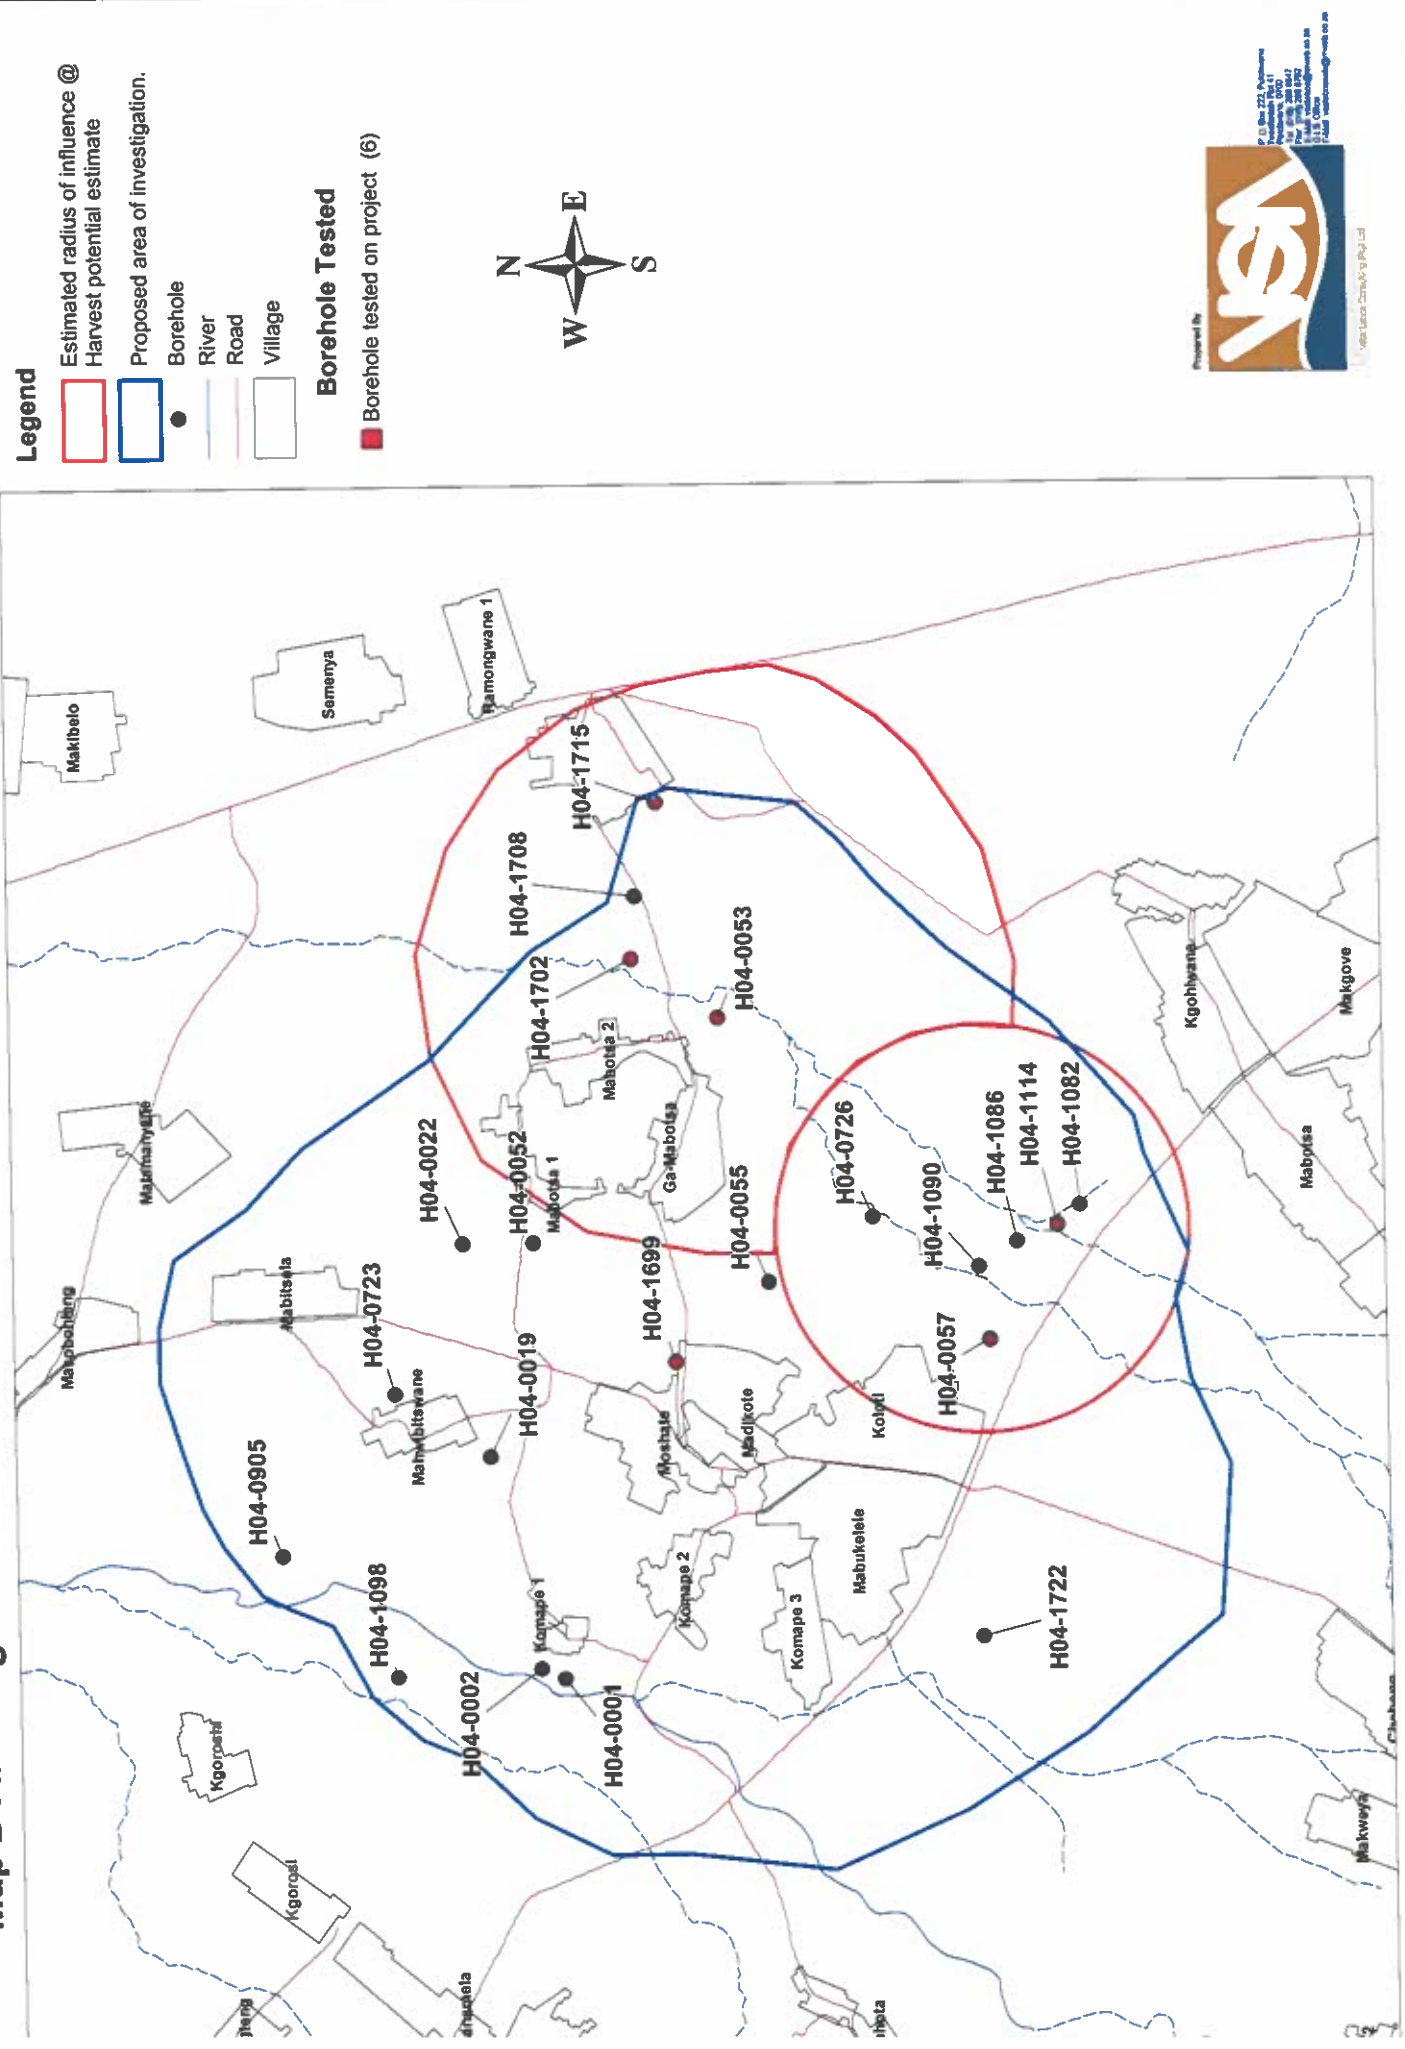 Legend
Estimated radius of influence @
Harvest potential estimate
Proposed area of investigation.
Borehole
River
Road
Village
Borehole Tested
Borehole tested on project (6)
N
W
E
S
Prepared By
VSA
Makibelo
Semenya
Ramongwane 1
H04-1715
H04-1708
H04-1702
H04-0053
Mabotsa 2
Ga-Mabotsa
H04-0022
H04-0052
Mabotsa 1
H04-0055
H04-1699
H04-0726
H04-1090
H04-1086
H04-1114
H04-1082
H04-0057
Kgohlwane
Makgove
Mabotsa
Mabitsela
H04-0723
H04-0019
H04-0905
H04-1098
Moshate
Madikote
Koloti
Komape 1
Komape 2
Komape 3
Mabukelele
H04-0002
H04-0001
H04-1722
Kgoroshi
Kgorosi
Makweya